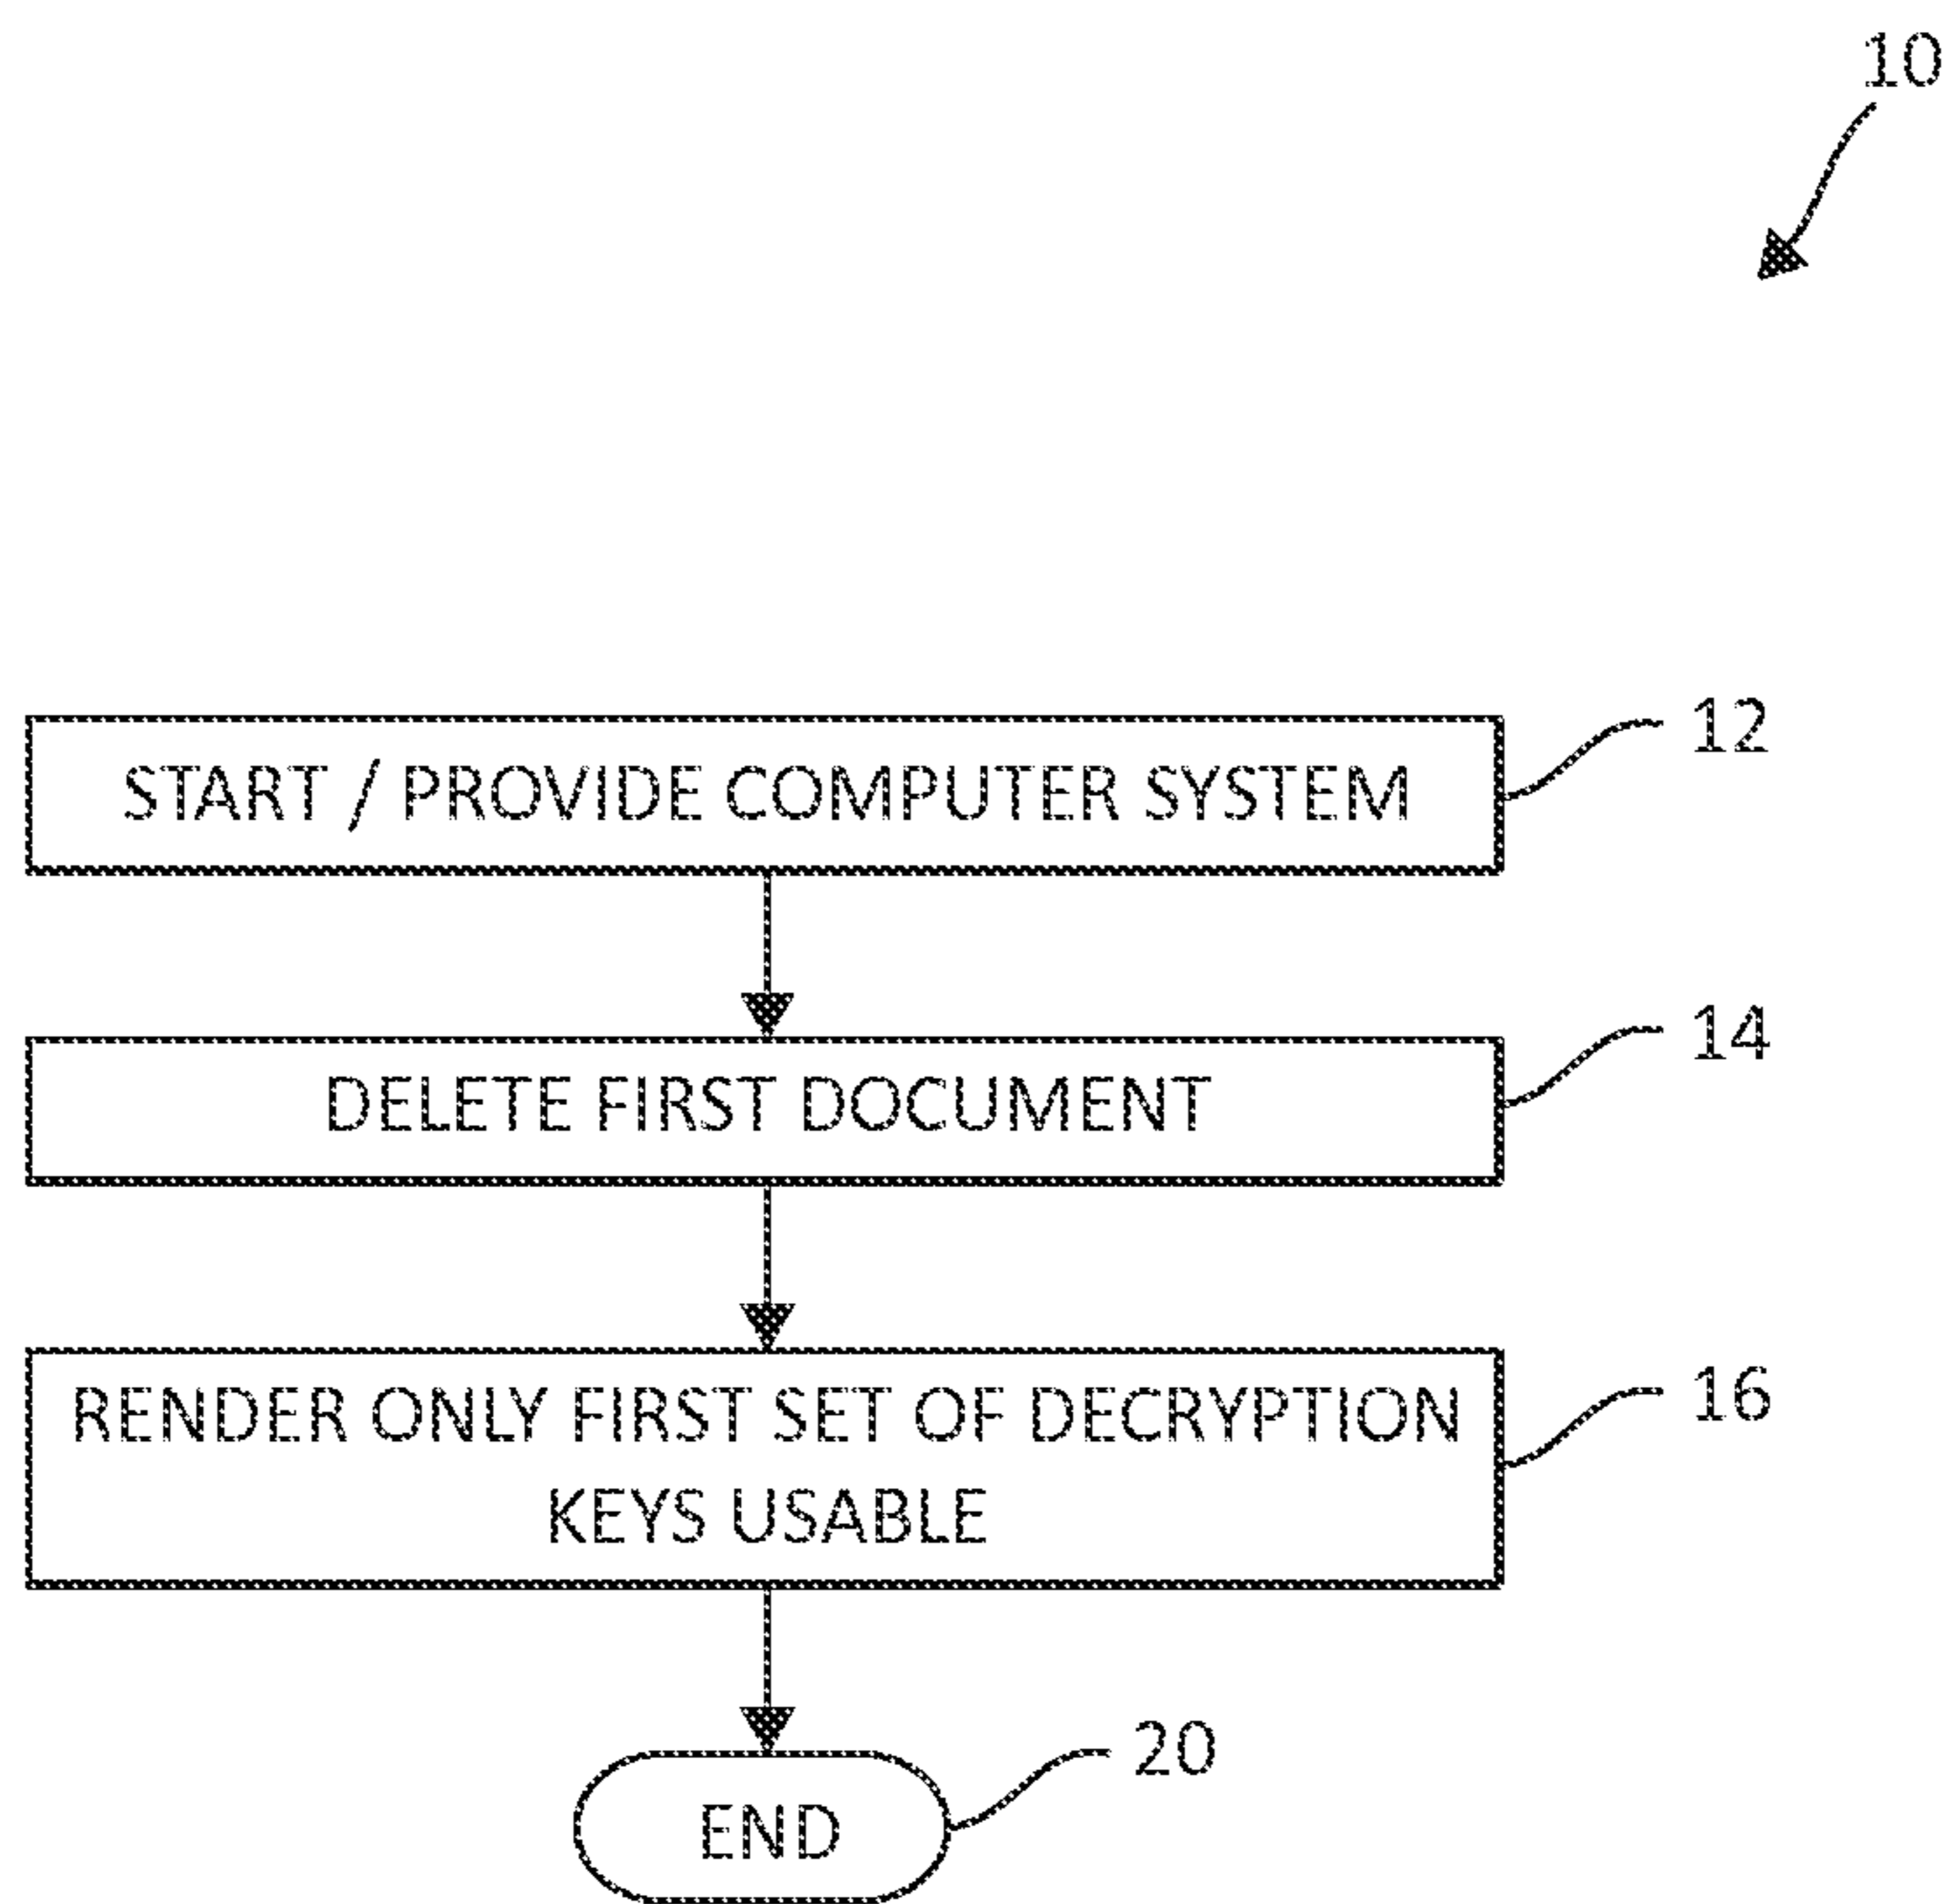 10
START / PROVIDE COMPUTER SYSTEM
12
DELETE FIRST DOCUMENT
14
RENDER ONLY FIRST SET OF DECRYPTION
KEYS USABLE
16
END
20